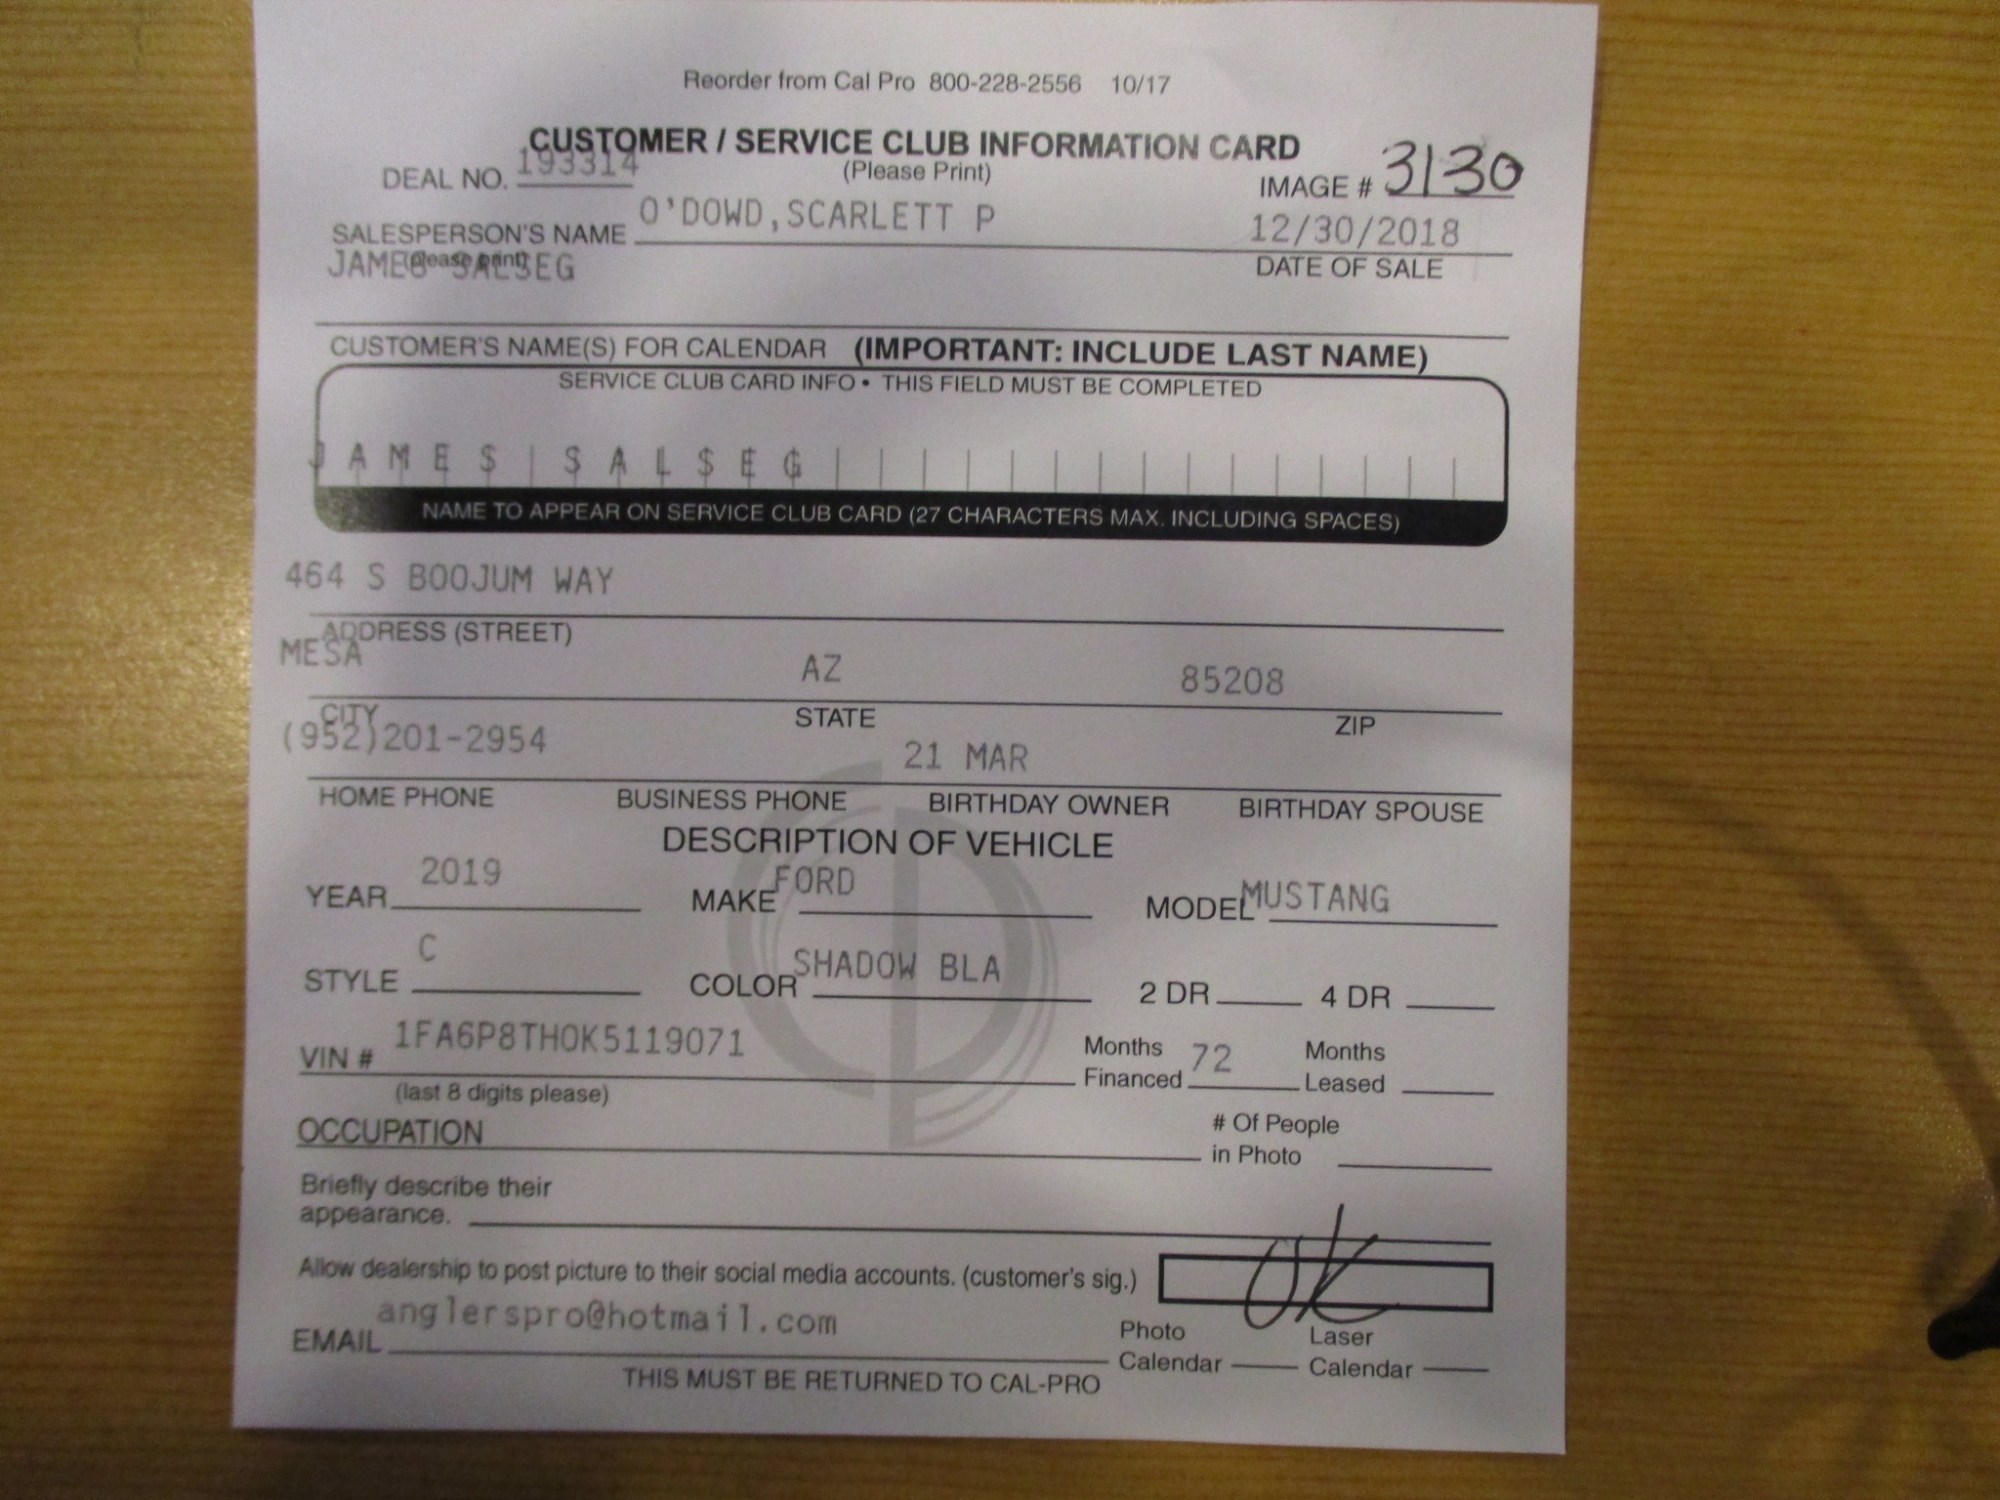 Reorder from Cal Pro 800-228-2556 10/17
CUSTOMER / SERVICE CLUB INFORMATION CARD
(Please Print)
DEAL NO. 193314
IMAGE # 3130
SALESPERSON'S NAME O'DOWD,SCARLETT P
12/30/2018
(please print)
DATE OF SALE
JAMES SALSEG
CUSTOMER'S NAME(S) FOR CALENDAR (IMPORTANT: INCLUDE LAST NAME)
SERVICE CLUB CARD INFO • THIS FIELD MUST BE COMPLETED
JAMES SALSEG
NAME TO APPEAR ON SERVICE CLUB CARD (27 CHARACTERS MAX. INCLUDING SPACES)
464 S BOOJUM WAY
ADDRESS (STREET)
MESA AZ 85208
CITY STATE ZIP
(952)201-2954 21 MAR
HOME PHONE BUSINESS PHONE BIRTHDAY OWNER BIRTHDAY SPOUSE
DESCRIPTION OF VEHICLE
YEAR 2019 MAKE FORD MODEL MUSTANG
STYLE C COLOR SHADOW BLA 2 DR 4 DR
VIN # 1FA6P8TH0K5119071 Months Financed 72 Months Leased
(last 8 digits please)
OCCUPATION # Of People in Photo
Briefly describe their
appearance.
Allow dealership to post picture to their social media accounts. (customer's sig.) OK
EMAIL anglerspro@hotmail.com Photo Calendar Laser Calendar
THIS MUST BE RETURNED TO CAL-PRO